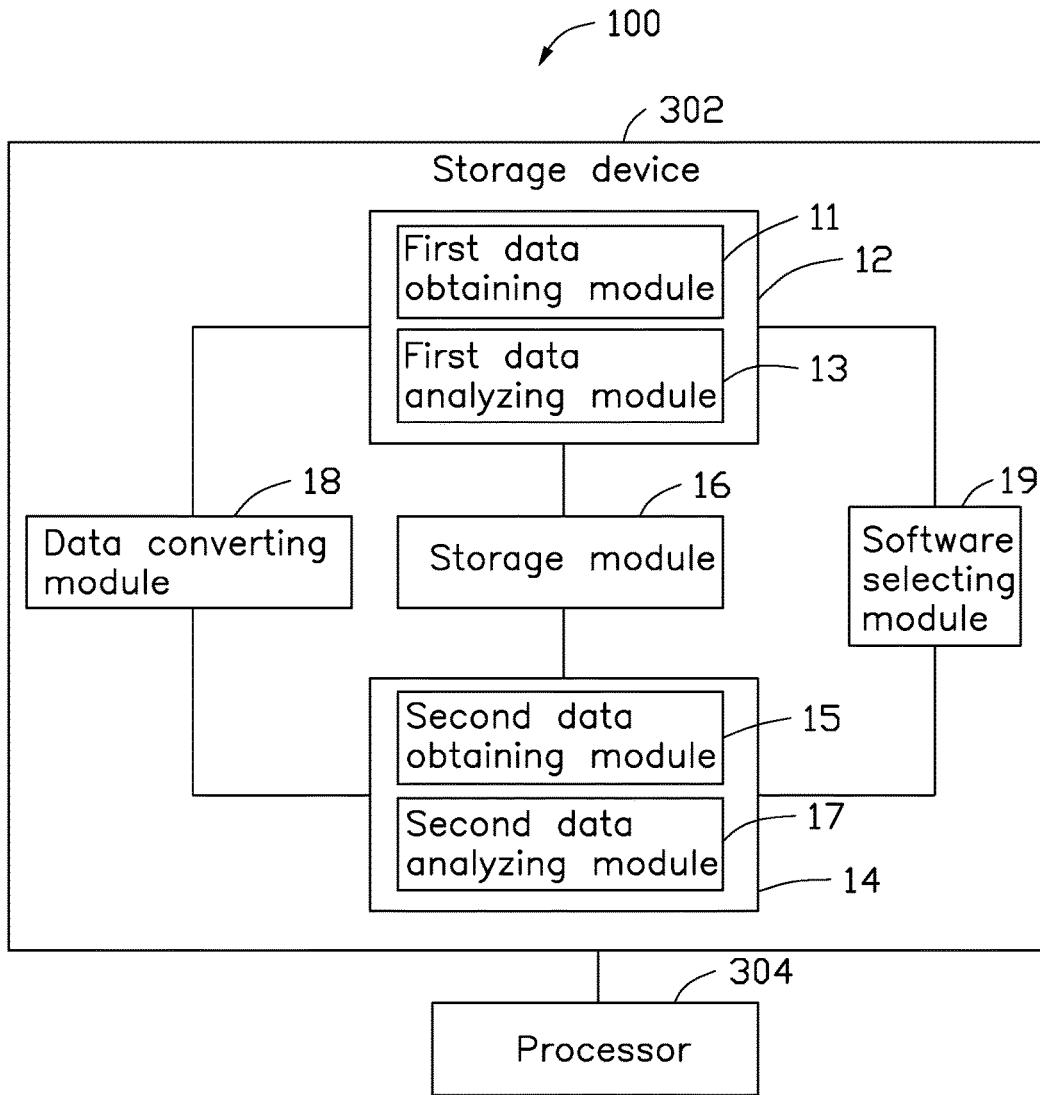 100
302
Storage device
11
First data
obtaining module
12
First data
analyzing module
13
18
16
19
Data converting
module
Storage module
Software
selecting
module
Second data
obtaining module
15
Second data
analyzing module
17
14
304
Processor